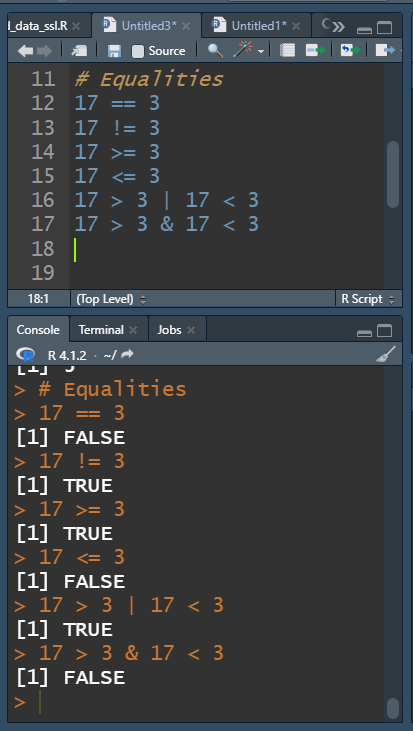 l_data_ssl.R
Untitled3*
Untitled1*
Source
11 # Equalities
12 17 == 3
13 17 != 3
14 17 >= 3
15 17 <= 3
16 17 > 3 | 17 < 3
17 17 > 3 & 17 < 3
18
19
18:1 (Top Level) R Script
Console Terminal Jobs
R 4.1.2 · ~/
> # Equalities
> 17 == 3
[1] FALSE
> 17 != 3
[1] TRUE
> 17 >= 3
[1] TRUE
> 17 <= 3
[1] FALSE
> 17 > 3 | 17 < 3
[1] TRUE
> 17 > 3 & 17 < 3
[1] FALSE
>